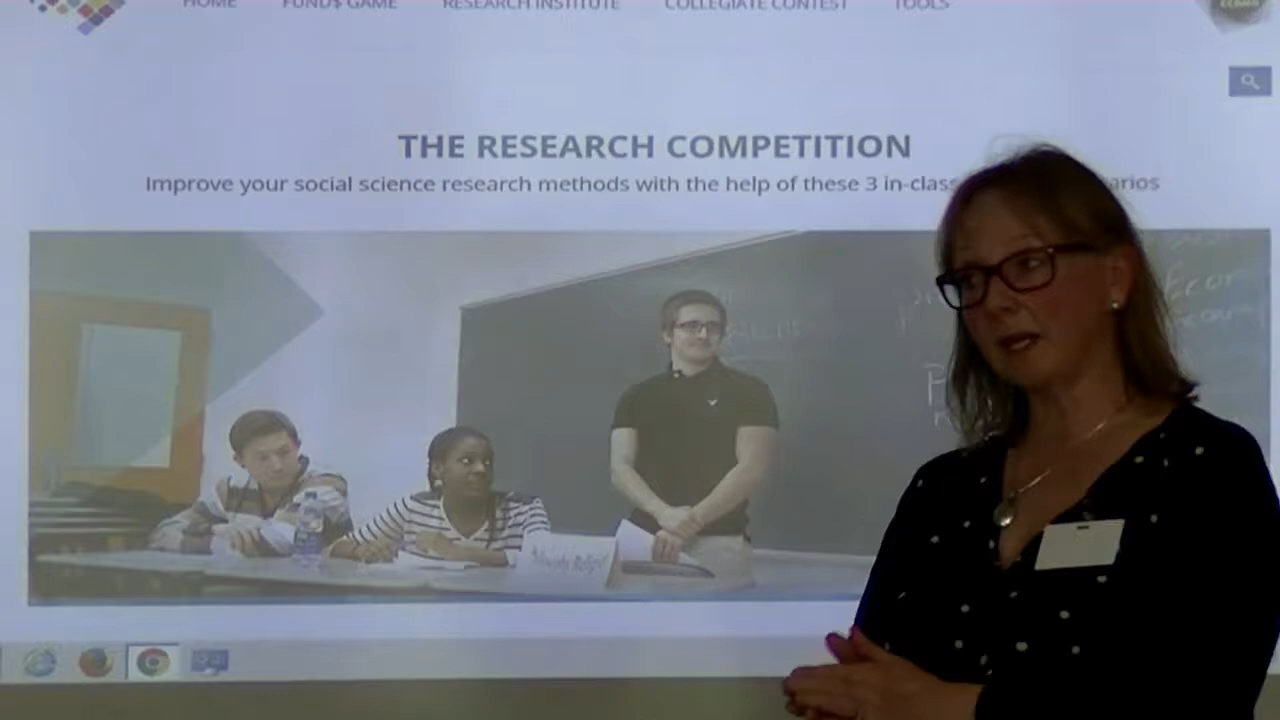 HOME FUND$ GAME RESEARCH INSTITUTE COLLEGIATE CONTEST TOOLS
THE RESEARCH COMPETITION
Improve your social science research methods with the help of these 3 in-class arios